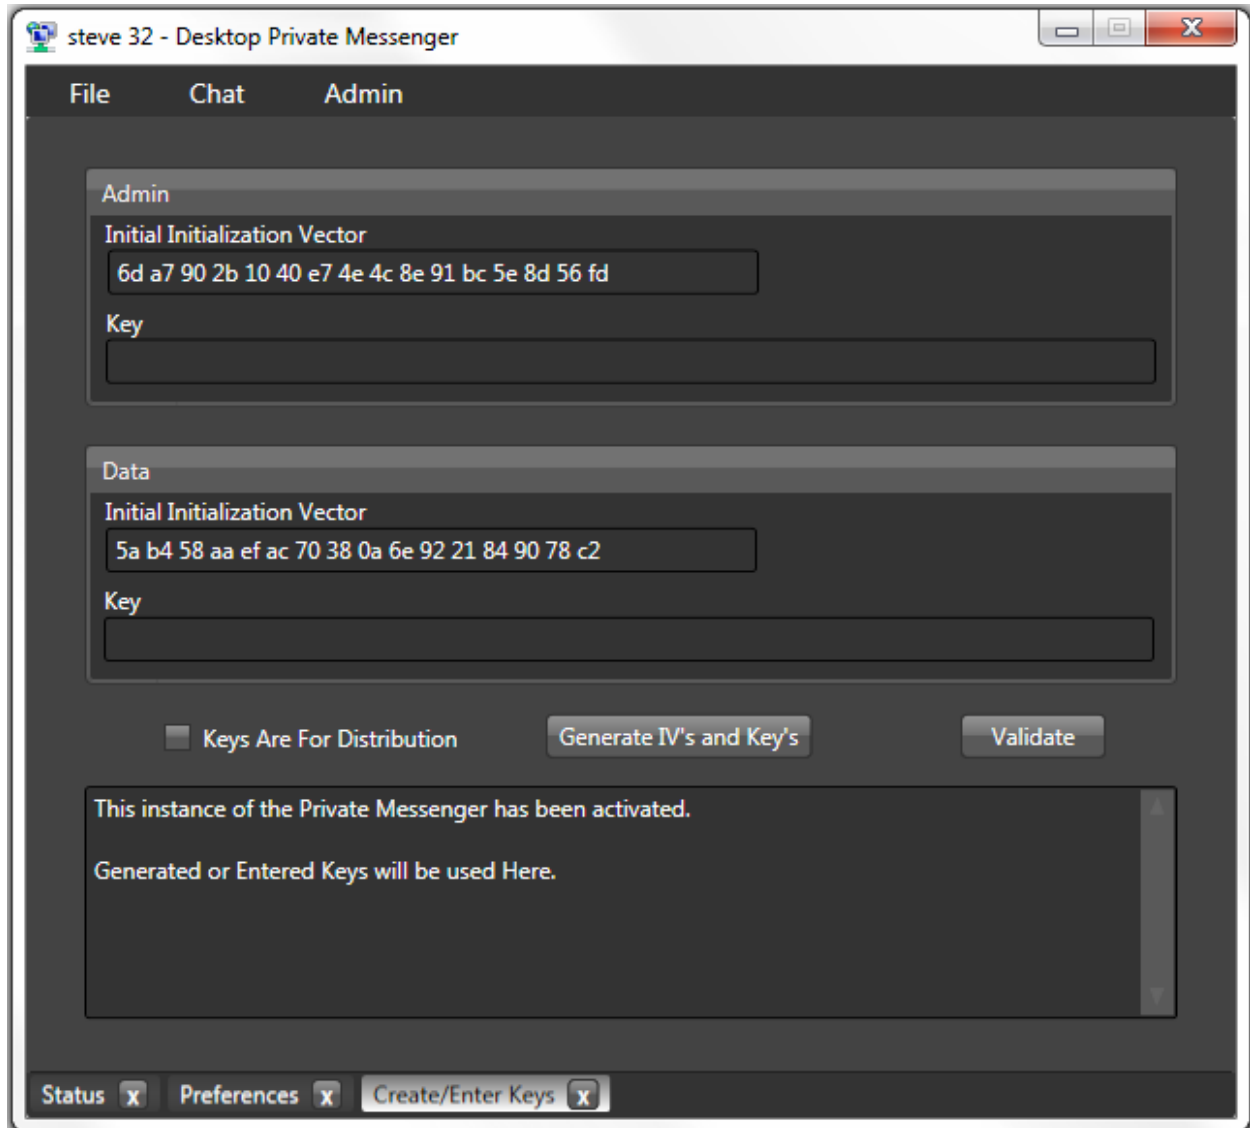 steve 32 - Desktop Private Messenger
File Chat Admin
Admin
Initial Initialization Vector
6d a7 90 2b 10 40 e7 4e 4c 8e 91 bc 5e 8d 56 fd
Key
Data
Initial Initialization Vector
5a b4 58 aa ef ac 70 38 0a 6e 92 21 84 90 78 c2
Key
Keys Are For Distribution Generate IV's and Key's Validate
This instance of the Private Messenger has been activated.
Generated or Entered Keys will be used Here.
Status x Preferences x Create/Enter Keys x